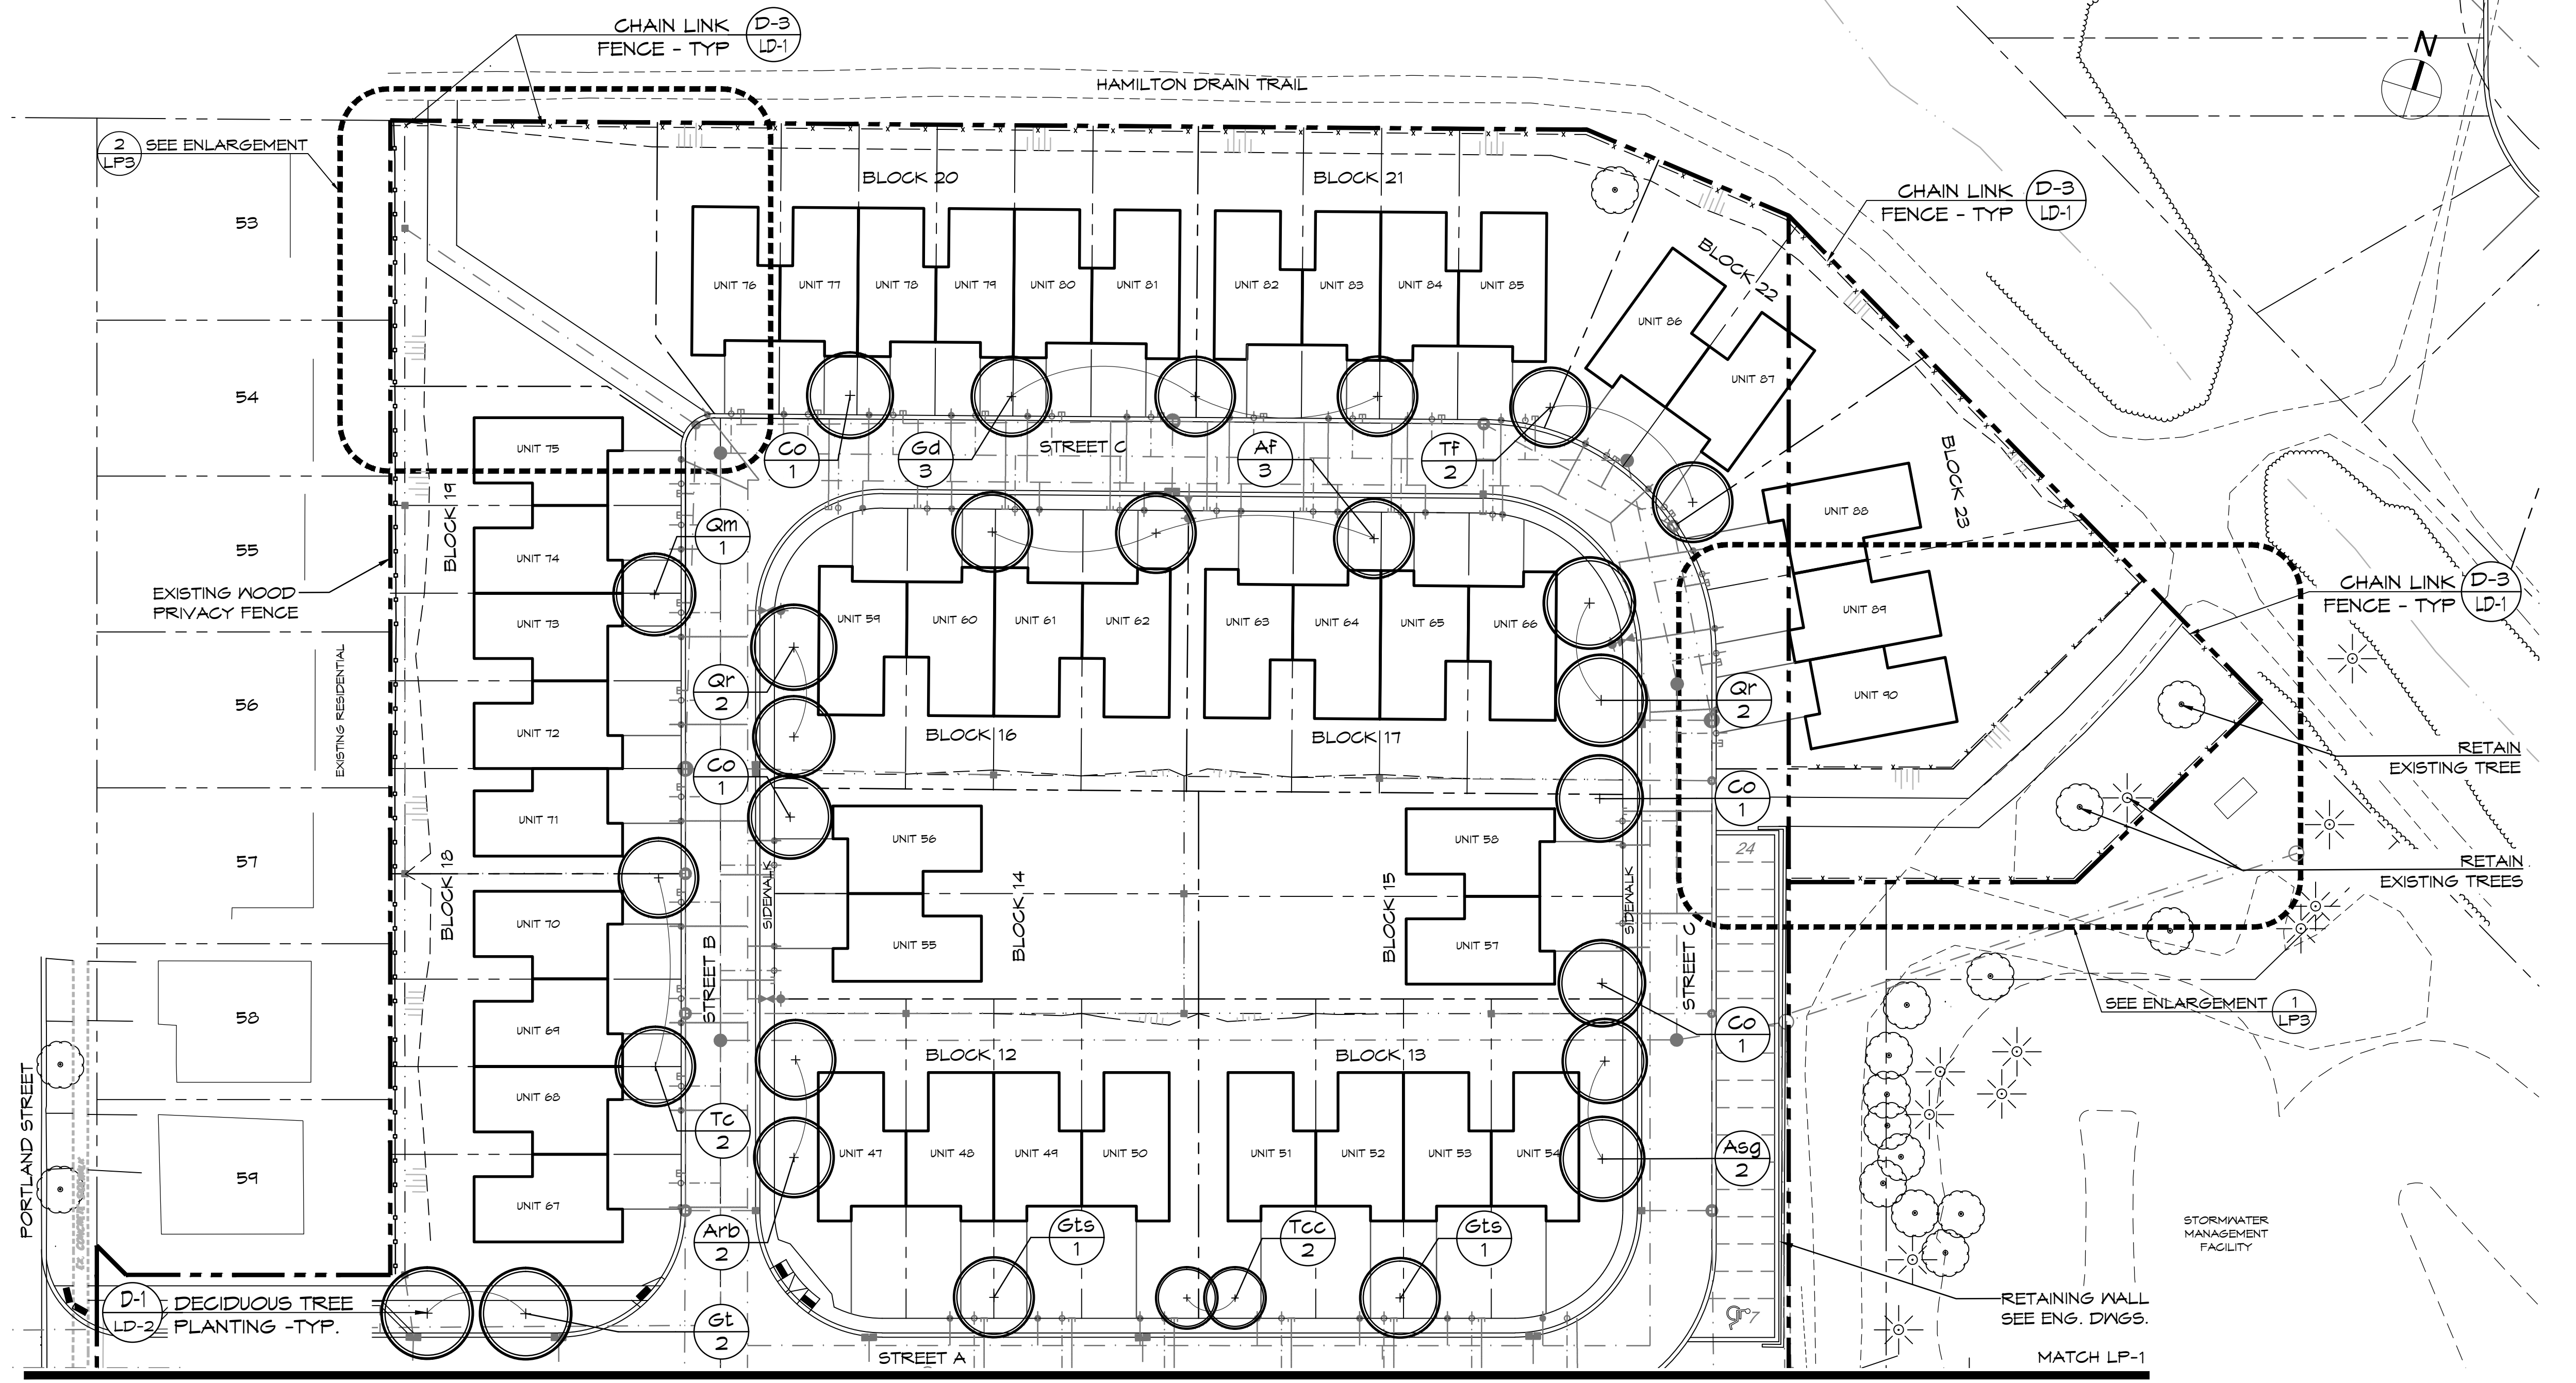 CHAIN LINK
FENCE - TYP
D-3
LD-1
HAMILTON DRAIN TRAIL
N
2
LP3
SEE ENLARGEMENT
BLOCK 20
BLOCK 21
CHAIN LINK
FENCE - TYP
D-3
LD-1
53
BLOCK 22
UNIT 76
UNIT 77
UNIT 78
UNIT 79
UNIT 80
UNIT 81
UNIT 82
UNIT 83
UNIT 84
UNIT 85
UNIT 86
UNIT 87
54
Co
1
Gd
3
STREET C
Af
3
Tf
2
UNIT 75
BLOCK 19
BLOCK 23
UNIT 88
Qm
1
55
UNIT 74
EXISTING WOOD
PRIVACY FENCE
CHAIN LINK
FENCE - TYP
D-3
LD-1
UNIT 89
UNIT 73
UNIT 59
UNIT 60
UNIT 61
UNIT 62
UNIT 63
UNIT 64
UNIT 65
UNIT 66
Qr
2
Qr
2
UNIT 90
56
EXISTING RESIDENTIAL
UNIT 72
BLOCK 16
BLOCK 17
RETAIN
EXISTING TREE
Co
1
Co
1
UNIT 71
UNIT 56
UNIT 58
24
57
RETAIN
EXISTING TREES
BLOCK 18
SIDEWALK
BLOCK 14
BLOCK 15
SIDEWALK
UNIT 70
UNIT 55
UNIT 57
STREET B
STREET C
SEE ENLARGEMENT
1
LP3
58
UNIT 69
Co
1
BLOCK 12
BLOCK 13
UNIT 68
Tc
2
PORTLAND STREET
59
UNIT 47
UNIT 48
UNIT 49
UNIT 50
UNIT 51
UNIT 52
UNIT 53
UNIT 54
Asg
2
UNIT 67
Arb
2
Gts
1
Tcc
2
Gts
1
STORMWATER
MANAGEMENT
FACILITY
D-1
LD-2
DECIDUOUS TREE
PLANTING -TYP.
Gt
2
RETAINING WALL
SEE ENG. DWGS.
STREET A
MATCH LP-1